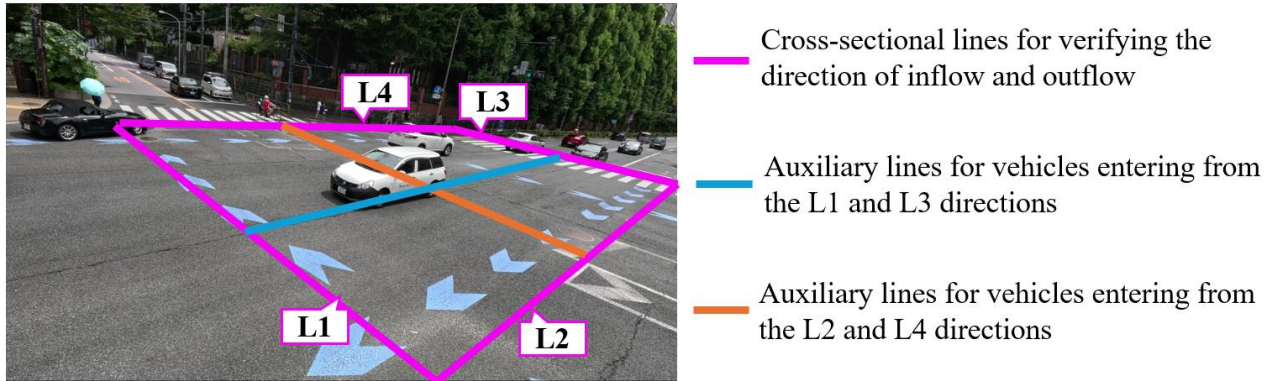 L4
L3
L1
L2
Cross-sectional lines for verifying the
direction of inflow and outflow
Auxiliary lines for vehicles entering from
the L1 and L3 directions
Auxiliary lines for vehicles entering from
the L2 and L4 directions